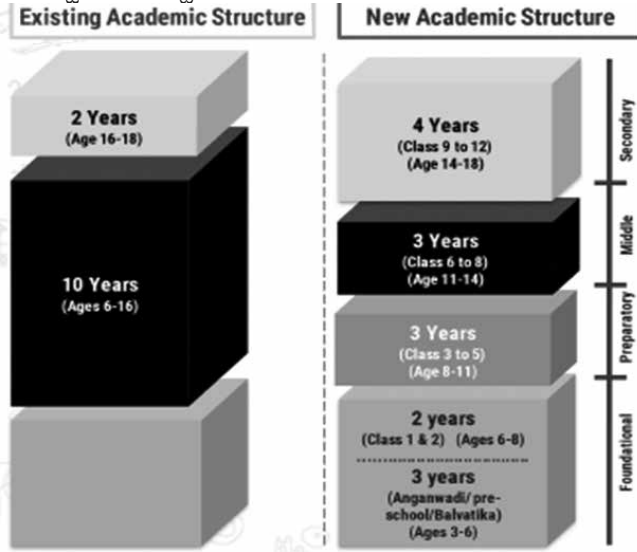 Existing Academic Structure
2 Years
(Age 16-18)
10 Years
(Ages 6-16)
New Academic Structure
4 Years
(Class 9 to 12)
(Age 14-18)
3 Years
(Class 6 to 8)
(Age 11-14)
3 Years
(Class 3 to 5)
(Age 8-11)
2 years
(Class 1 & 2) (Ages 6-8)
3 years
(Anganwadi/ pre-
school/Balvatika)
(Ages 3-6)
Secondary
Middle
Preparatory
Foundational